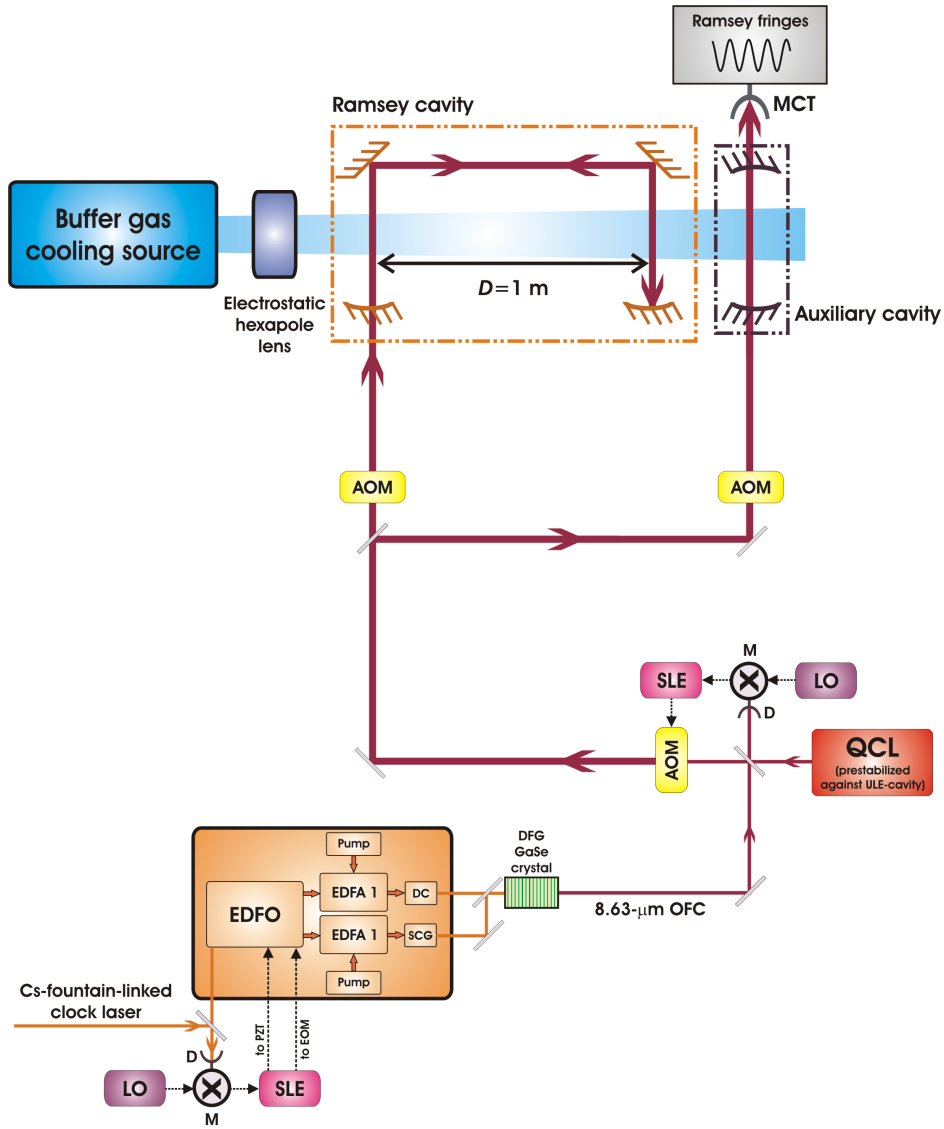 Ramsey fringes
MCT
Ramsey cavity
Buffer gas
cooling source
D=1 m
Electrostatic
hexapole
lens
Auxiliary cavity
AOM
AOM
M
SLE
LO
D
AOM
QCL
(prestabilized
against ULE-cavity)
DFG
GaSe
crystal
8.63-μm OFC
Pump
EDFO
EDFA 1
DC
EDFA 1
SCG
Pump
Cs-fountain-linked
clock laser
to PZT
to EOM
D
LO
SLE
M